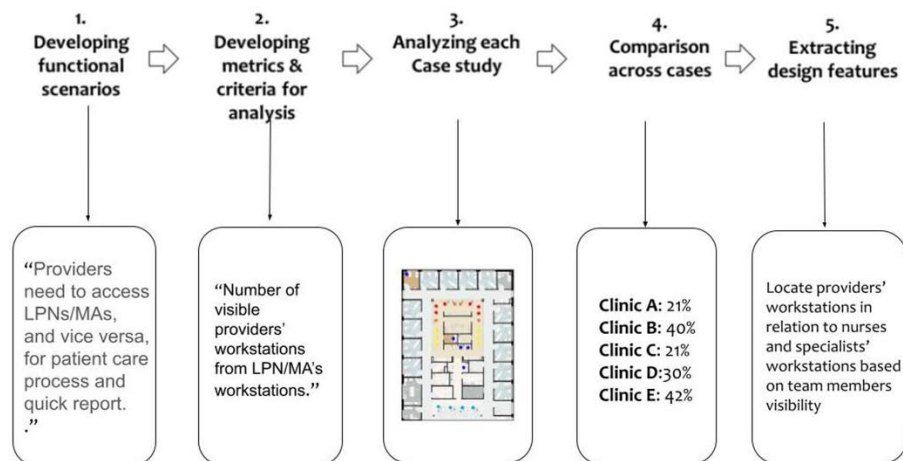 1.
Developing
functional
scenarios
2.
Developing
metrics &
criteria for
analysis
3.
Analyzing each
Case study
4.
Comparison
across cases
5.
Extracting
design features
“Providers
need to access
LPNs/MAs,
and vice versa,
for patient care
process and
quick report.
.”
“Number of
visible
providers’
workstations
from LPN/MA’s
workstations.”
Clinic A: 21%
Clinic B: 40%
Clinic C: 21%
Clinic D:30%
Clinic E: 42%
Locate providers’
workstations in
relation to nurses
and specialists’
workstations based
on team members
visibility